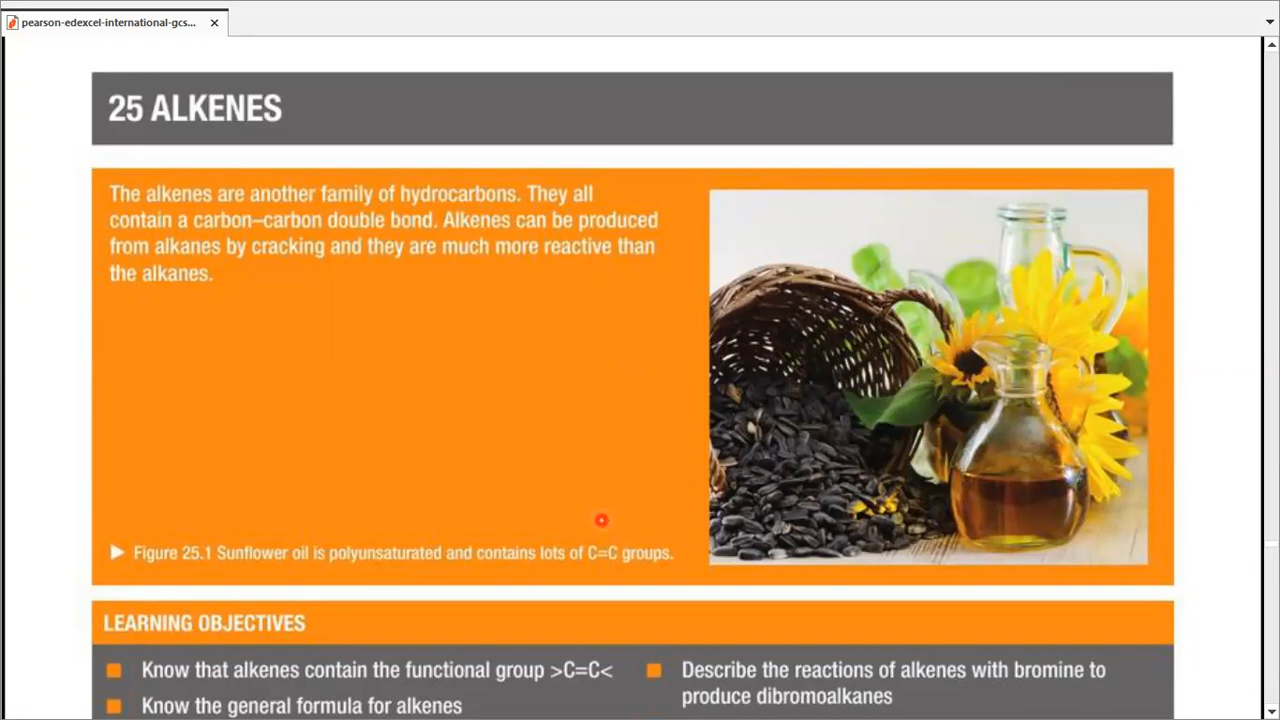 pearson-edexcel-international-gcs...
25 ALKENES
The alkenes are another family of hydrocarbons. They all
contain a carbon–carbon double bond. Alkenes can be produced
from alkanes by cracking and they are much more reactive than
the alkanes.
▶ Figure 25.1 Sunflower oil is polyunsaturated and contains lots of C=C groups.
LEARNING OBJECTIVES
Know that alkenes contain the functional group >C=C<
Know the general formula for alkenes
Describe the reactions of alkenes with bromine to
produce dibromoalkanes